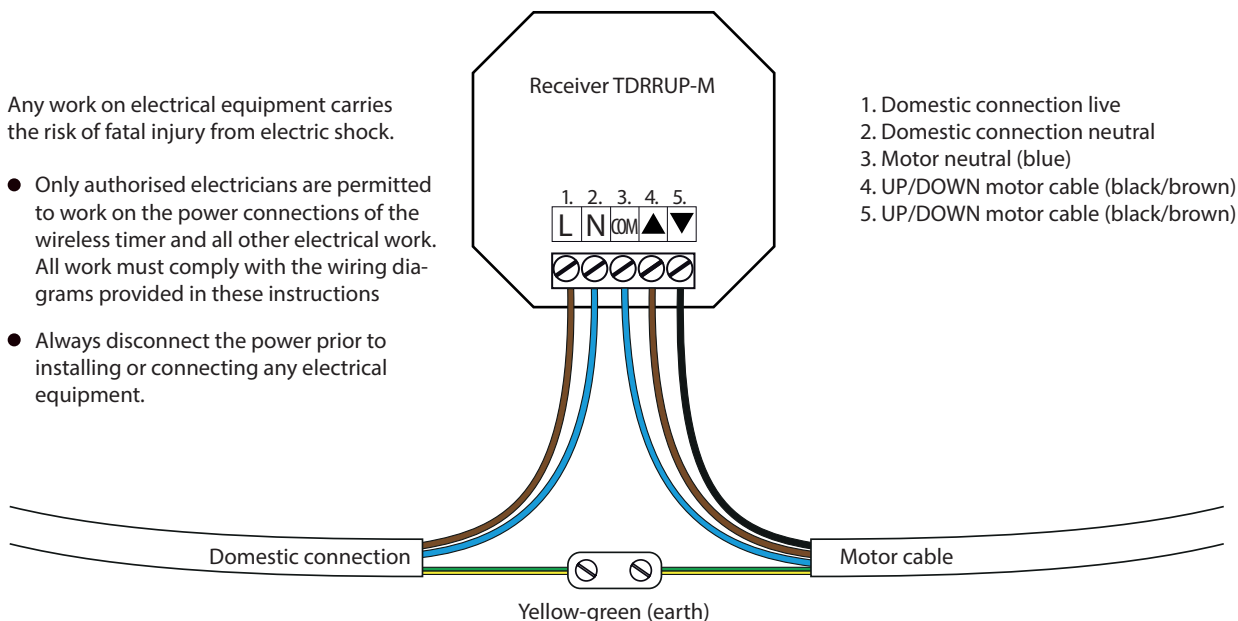 Receiver TDRRUP-M
Any work on electrical equipment carries
the risk of fatal injury from electric shock.
● Only authorised electricians are permitted
to work on the power connections of the
wireless timer and all other electrical work.
All work must comply with the wiring dia-
grams provided in these instructions
● Always disconnect the power prior to
installing or connecting any electrical
equipment.
1. 2. 3. 4. 5.
L N COM ▲ ▼
1. Domestic connection live
2. Domestic connection neutral
3. Motor neutral (blue)
4. UP/DOWN motor cable (black/brown)
5. UP/DOWN motor cable (black/brown)
Domestic connection
Motor cable
Yellow-green (earth)